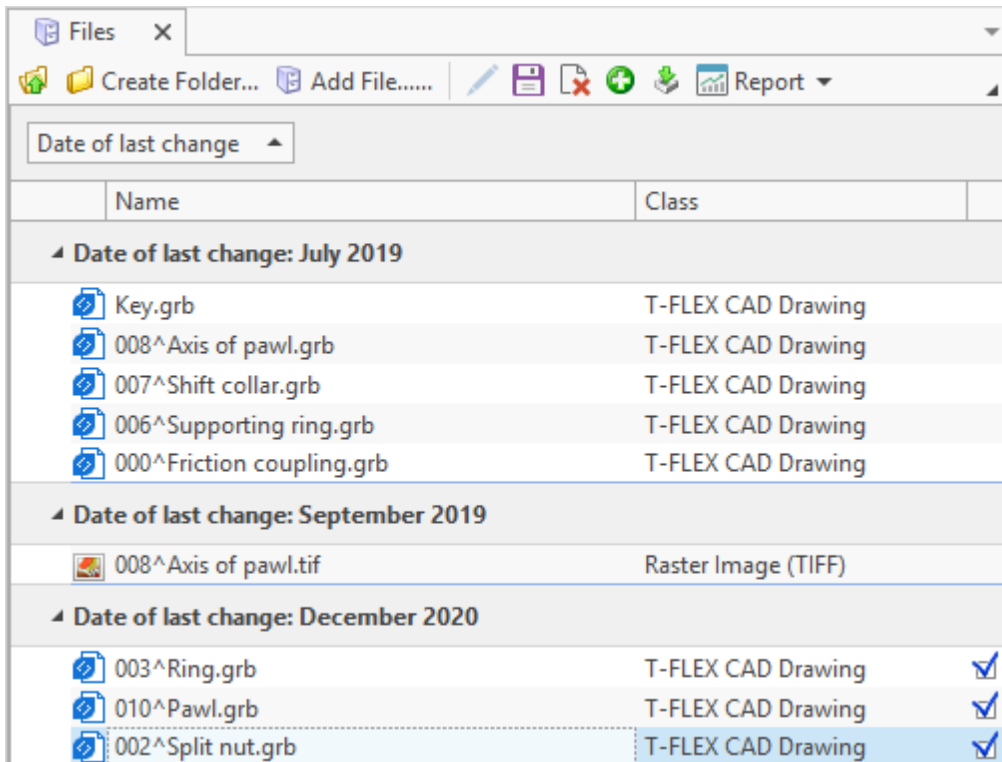 Files
Create Folder... Add File...... Report
Date of last change
Name Class
Date of last change: July 2019
Key.grb T-FLEX CAD Drawing
008^Axis of pawl.grb T-FLEX CAD Drawing
007^Shift collar.grb T-FLEX CAD Drawing
006^Supporting ring.grb T-FLEX CAD Drawing
000^Friction coupling.grb T-FLEX CAD Drawing
Date of last change: September 2019
008^Axis of pawl.tif Raster Image (TIFF)
Date of last change: December 2020
003^Ring.grb T-FLEX CAD Drawing
010^Pawl.grb T-FLEX CAD Drawing
002^Split nut.grb T-FLEX CAD Drawing